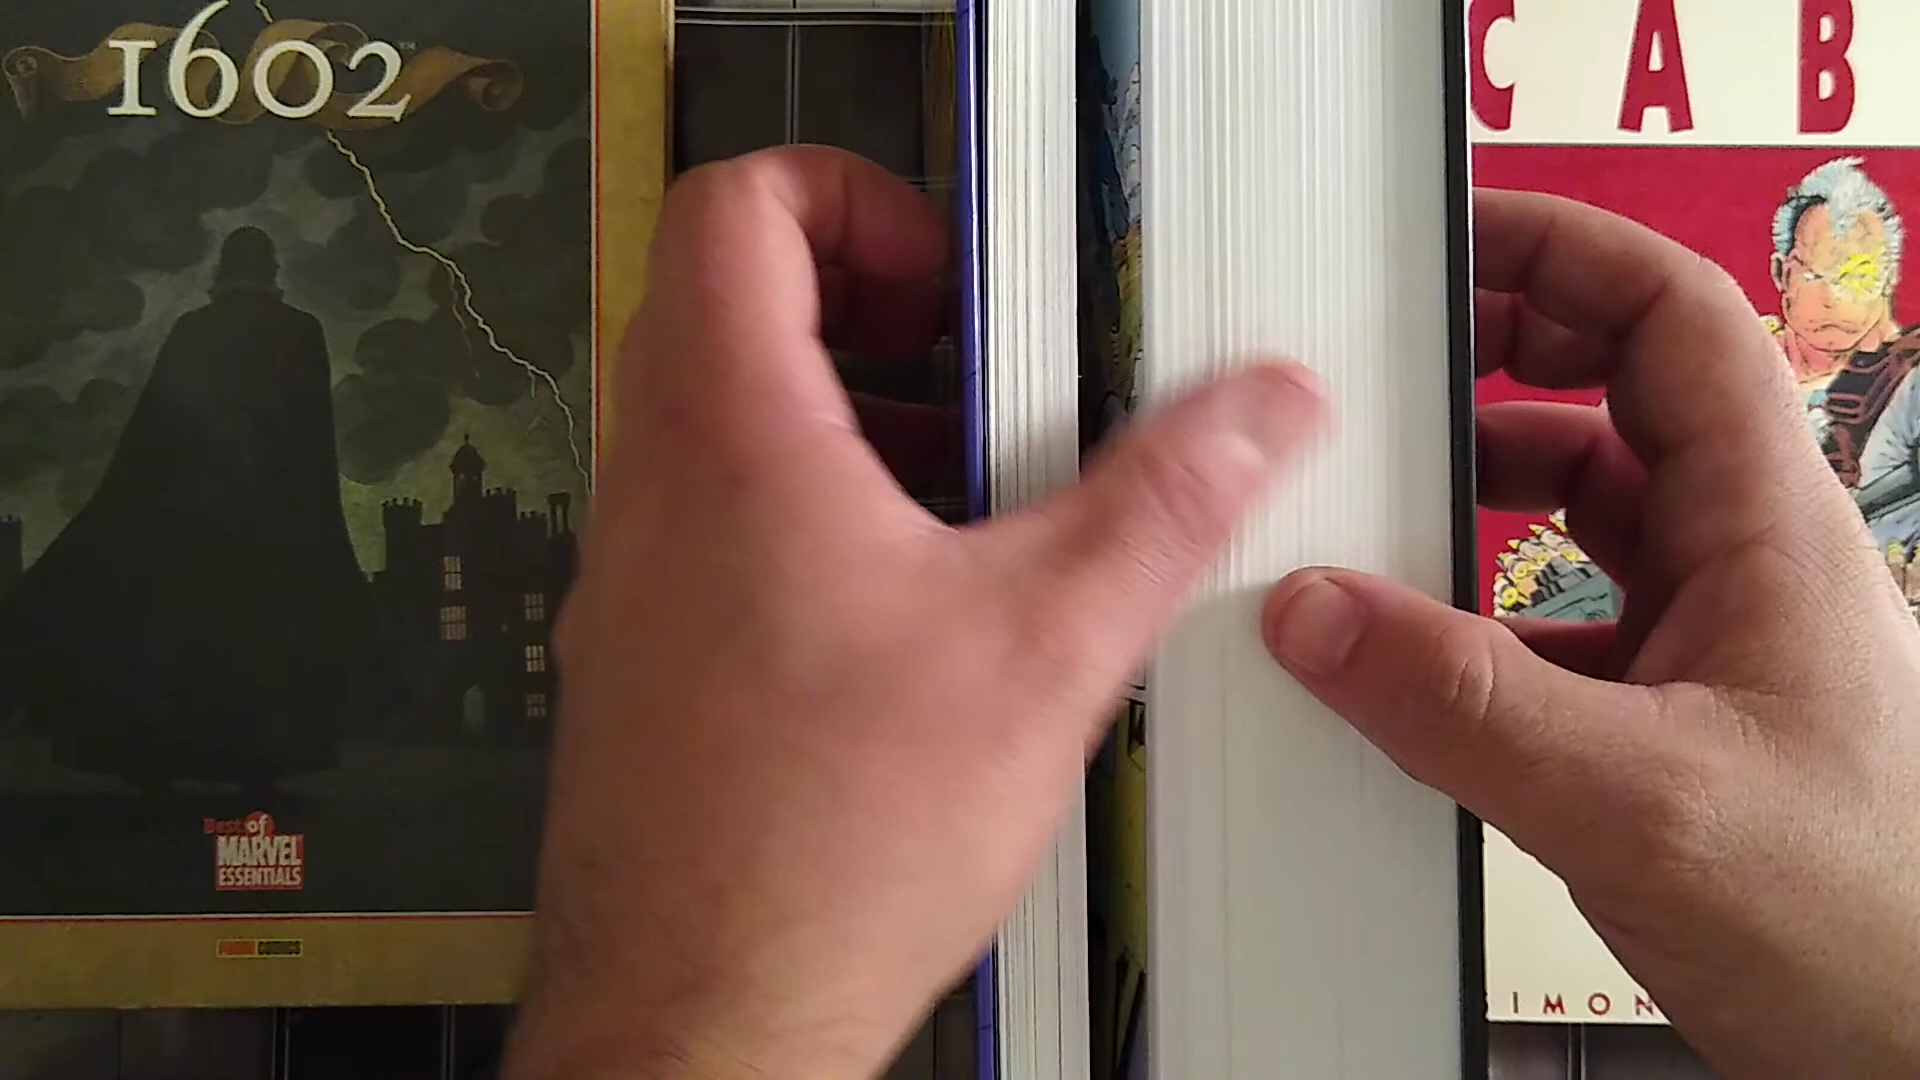 1602
Best of
MARVEL
ESSENTIALS
PANINI COMICS
CAB
SIMON